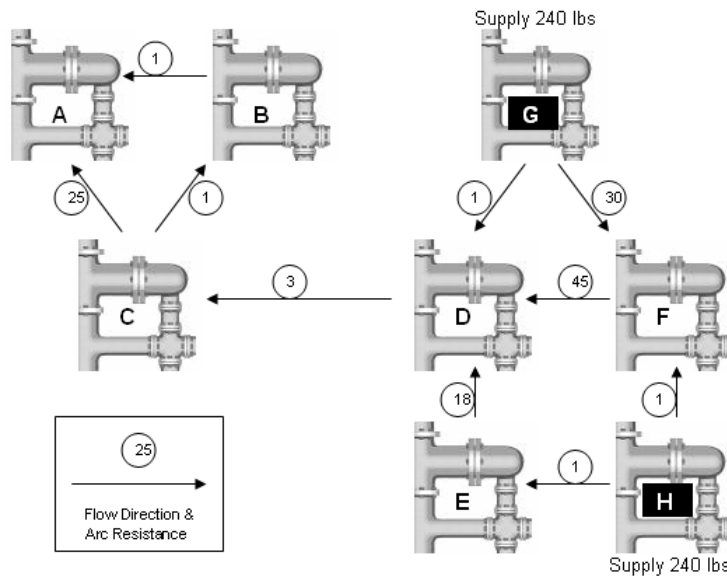 Supply 240 lbs
1
A
B
G
25
1
1
30
3
45
C
D
F
18
1
25
1
E
H
Flow Direction &
Arc Resistance
Supply 240 lbs